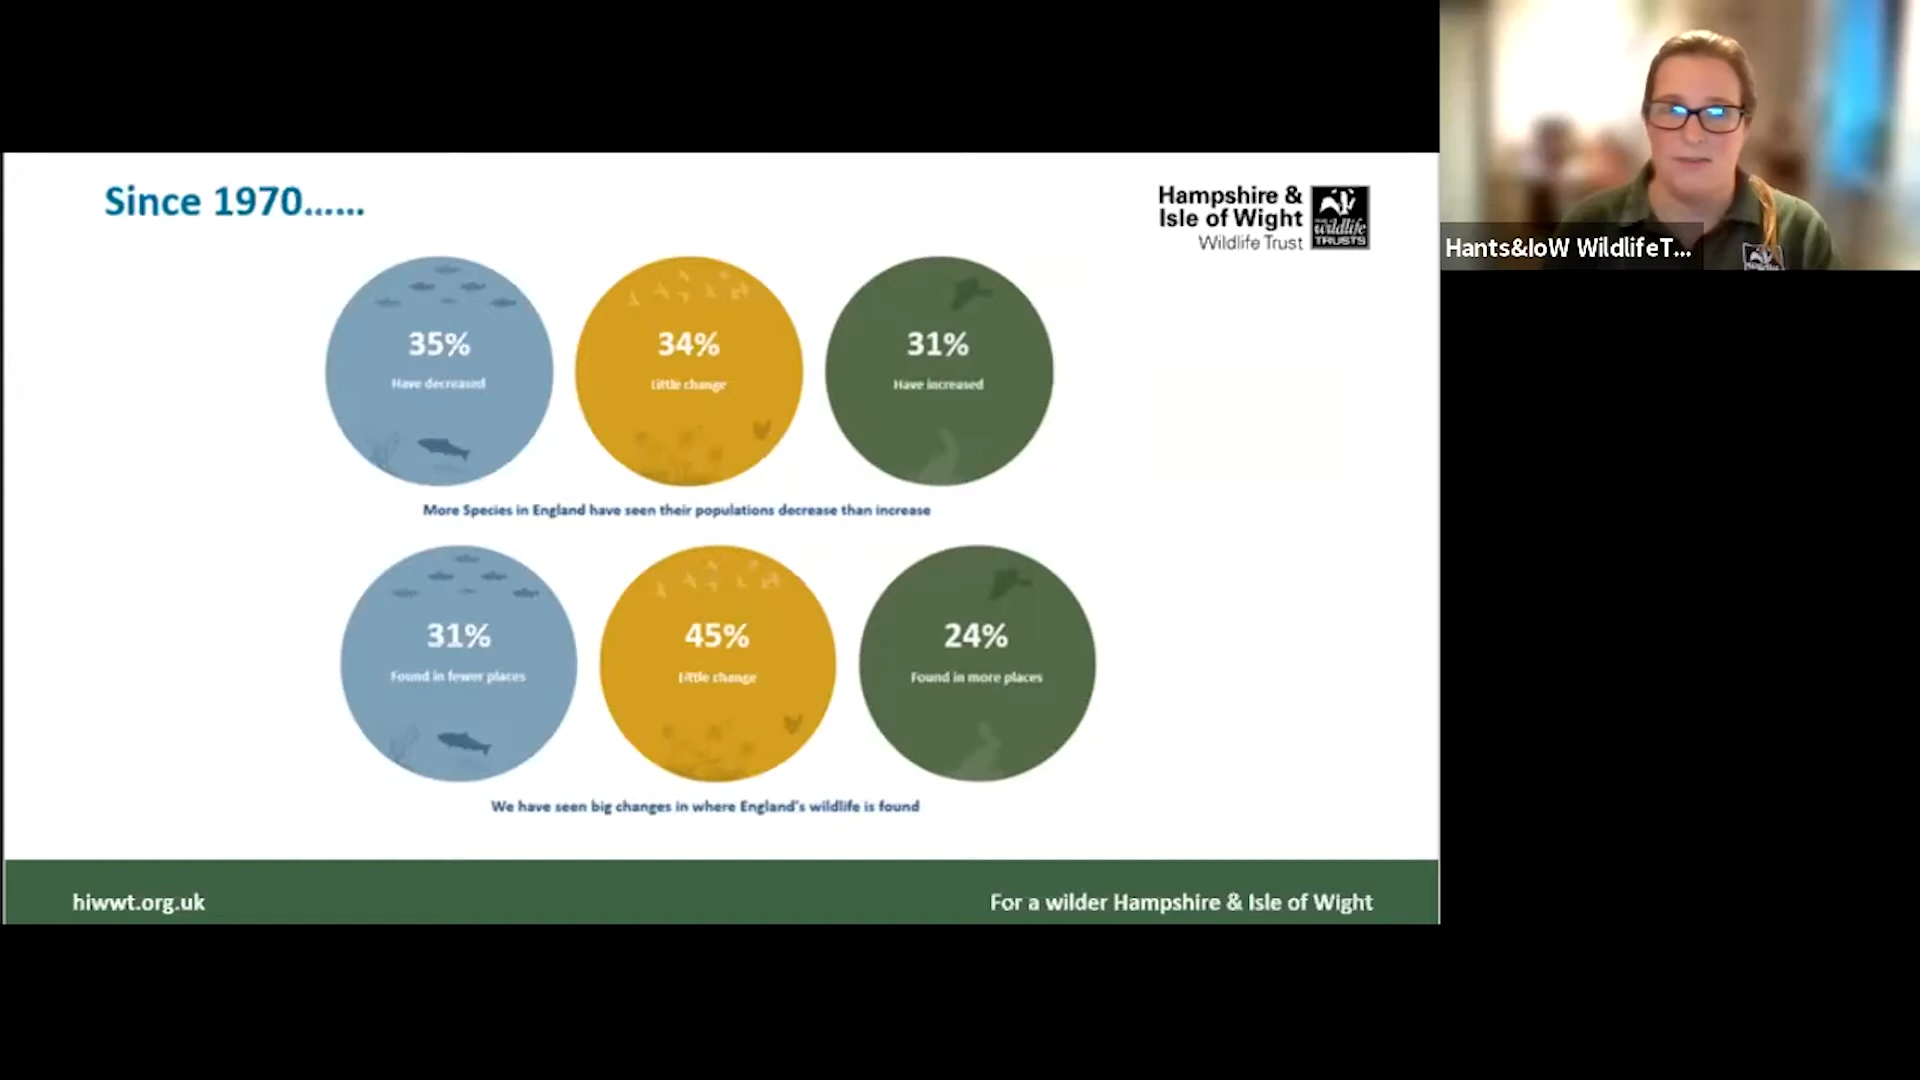 Since 1970......
Hampshire &
Isle of Wight
Wildlife Trust
wildlife
TRUSTS
35%
Have decreased
34%
Little change
31%
Have increased
More Species in England have seen their populations decrease than increase
31%
Found in fewer places
45%
Little change
24%
Found in more places
We have seen big changes in where England's wildlife is found
hiwwt.org.uk
For a wilder Hampshire & Isle of Wight
Hants&IoW WildlifeT...